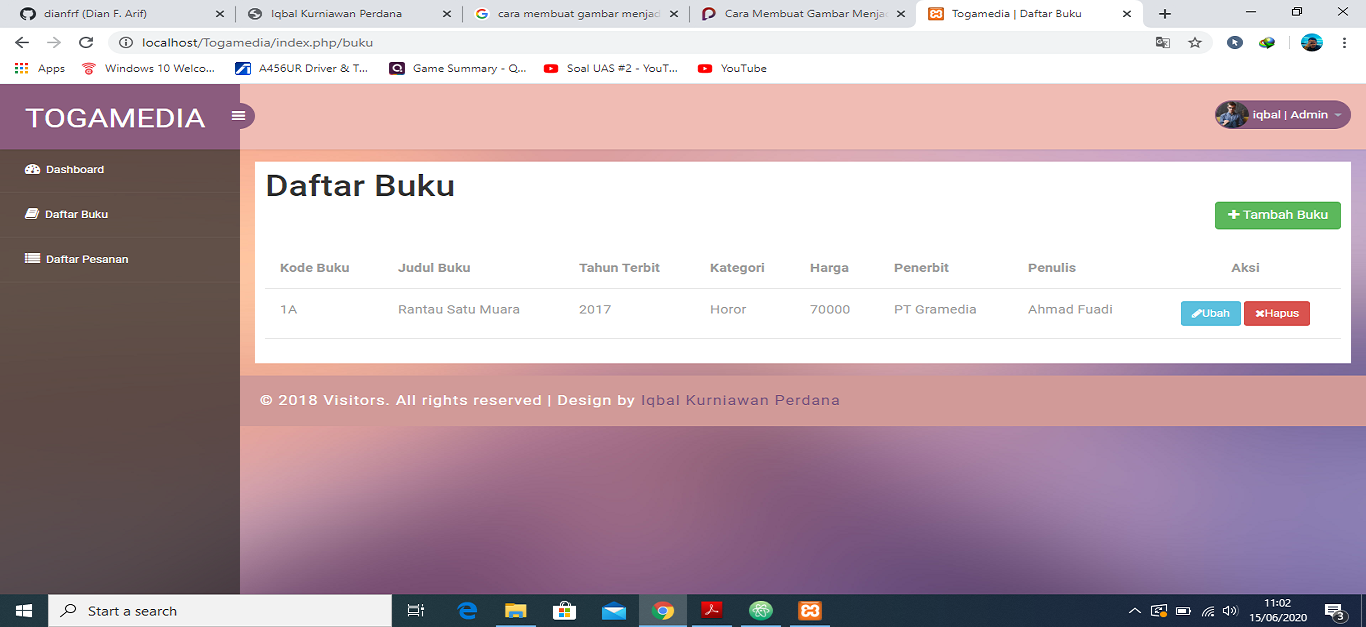 dianfrf (Dian F. Arif)
Iqbal Kurniawan Perdana
cara membuat gambar menjad
Cara Membuat Gambar Menjad
Togamedia | Daftar Buku
localhost/Togamedia/index.php/buku
Apps
Windows 10 Welco...
A456UR Driver & T...
Game Summary - Q...
Soal UAS #2 - YouT...
YouTube
TOGAMEDIA
iqbal | Admin
Dashboard
Daftar Buku
Daftar Pesanan
Daftar Buku
Tambah Buku
Kode Buku Judul Buku Tahun Terbit Kategori Harga Penerbit Penulis Aksi
1A Rantau Satu Muara 2017 Horor 70000 PT Gramedia Ahmad Fuadi Ubah Hapus
© 2018 Visitors. All rights reserved | Design by Iqbal Kurniawan Perdana
Start a search
11:02
15/06/2020
3